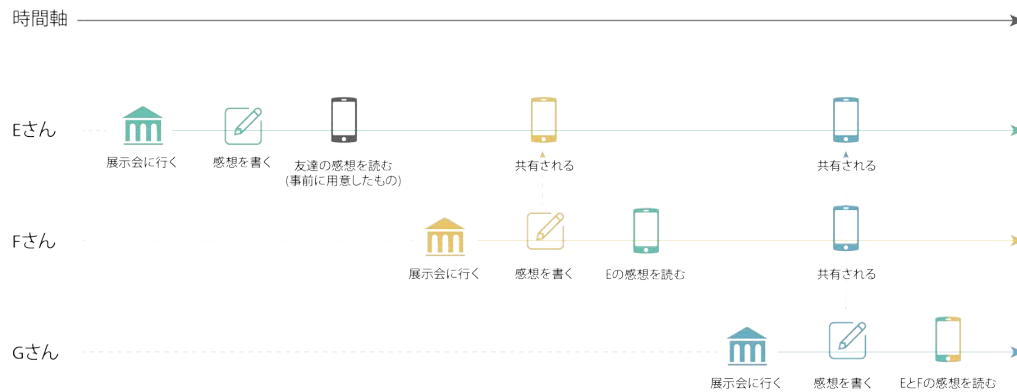 時間軸
Eさん
展示会に行く
感想を書く
友達の感想を読む
(事前に用意したもの)
共有される
共有される
Fさん
展示会に行く
感想を書く
Eの感想を読む
共有される
Gさん
展示会に行く
感想を書く
EとFの感想を読む